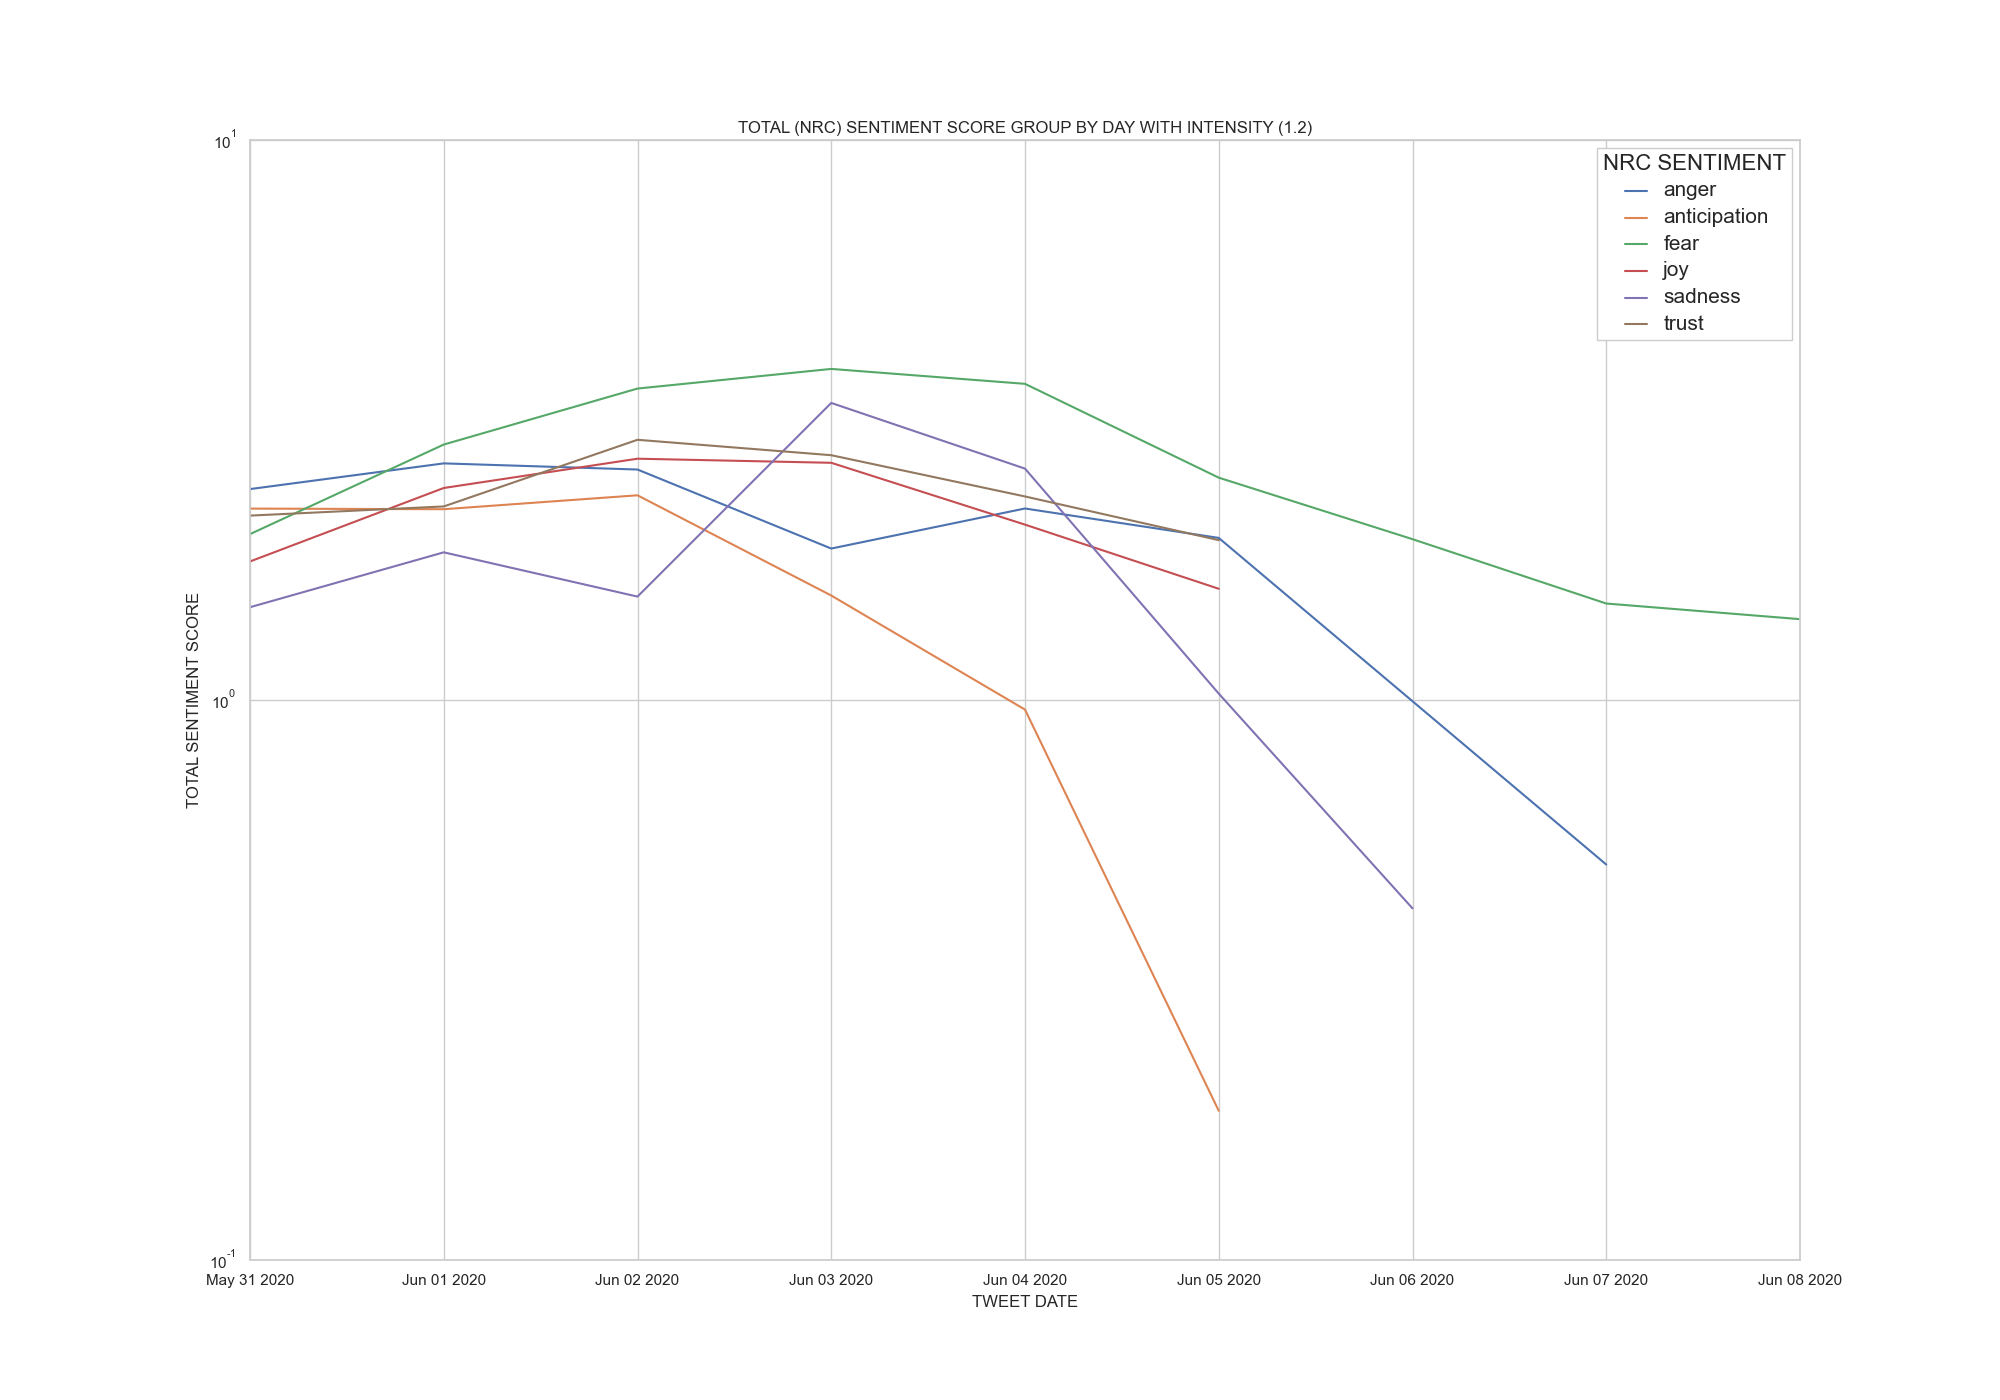 TOTAL (NRC) SENTIMENT SCORE GROUP BY DAY WITH INTENSITY (1.2)
10^1
NRC SENTIMENT
anger
anticipation
fear
joy
sadness
trust
TOTAL SENTIMENT SCORE
10^0
10^-1
May 31 2020 Jun 01 2020 Jun 02 2020 Jun 03 2020 Jun 04 2020 Jun 05 2020 Jun 06 2020 Jun 07 2020 Jun 08 2020
TWEET DATE